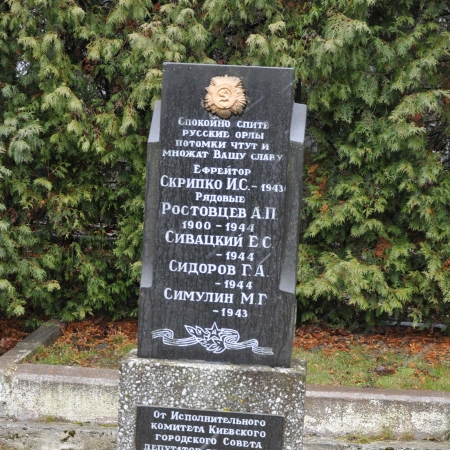 Спокойно спите
русские орлы
потомки чтут и
множат Вашу славу
Ефрейтор
Скрипко И.С. - 1943
Рядовые
Ростовцев А.П.
1900 - 1944
Сивацкий Е.С.
- 1944
Сидоров Г.А.
- 1944
Симулин М.Г.
- 1943
От Исполнительного
комитета Киевского
городского Совета